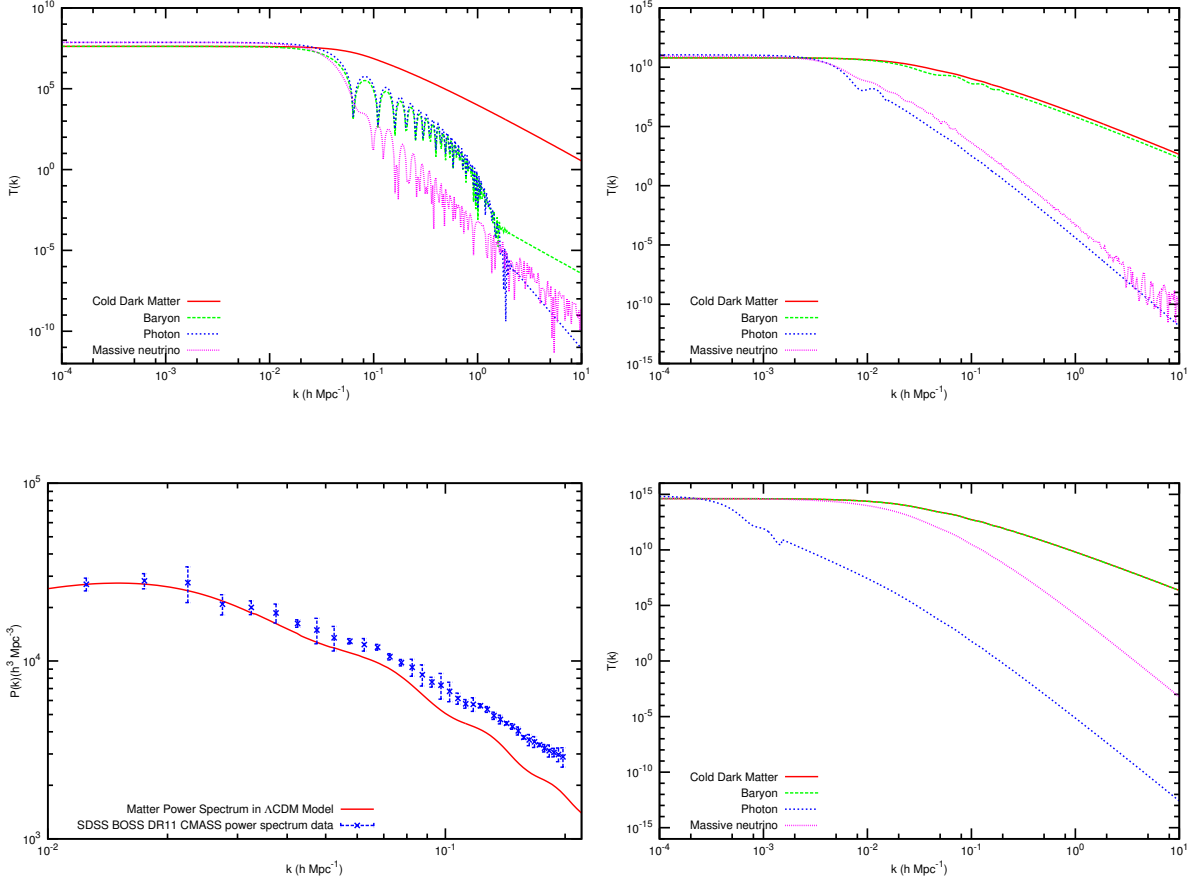 10^10
10^5
10^0
10^-5
10^-10
T(k)
10^-4
10^-3
10^-2
10^-1
10^0
10^1
k (h Mpc^-1)
Cold Dark Matter
Baryon
Photon
Massive neutrino
10^15
10^10
10^5
10^0
10^-5
10^-10
10^-15
T(k)
10^-4
10^-3
10^-2
10^-1
10^0
10^1
k (h Mpc^-1)
Cold Dark Matter
Baryon
Photon
Massive neutrino
10^5
10^4
10^3
P(k)(h^3 Mpc^-3)
10^-2
10^-1
k (h Mpc^-1)
Matter Power Spectrum in ΛCDM Model
SDSS BOSS DR11 CMASS power spectrum data
10^15
10^10
10^5
10^0
10^-5
10^-10
10^-15
T(k)
10^-4
10^-3
10^-2
10^-1
10^0
10^1
k (h Mpc^-1)
Cold Dark Matter
Baryon
Photon
Massive neutrino